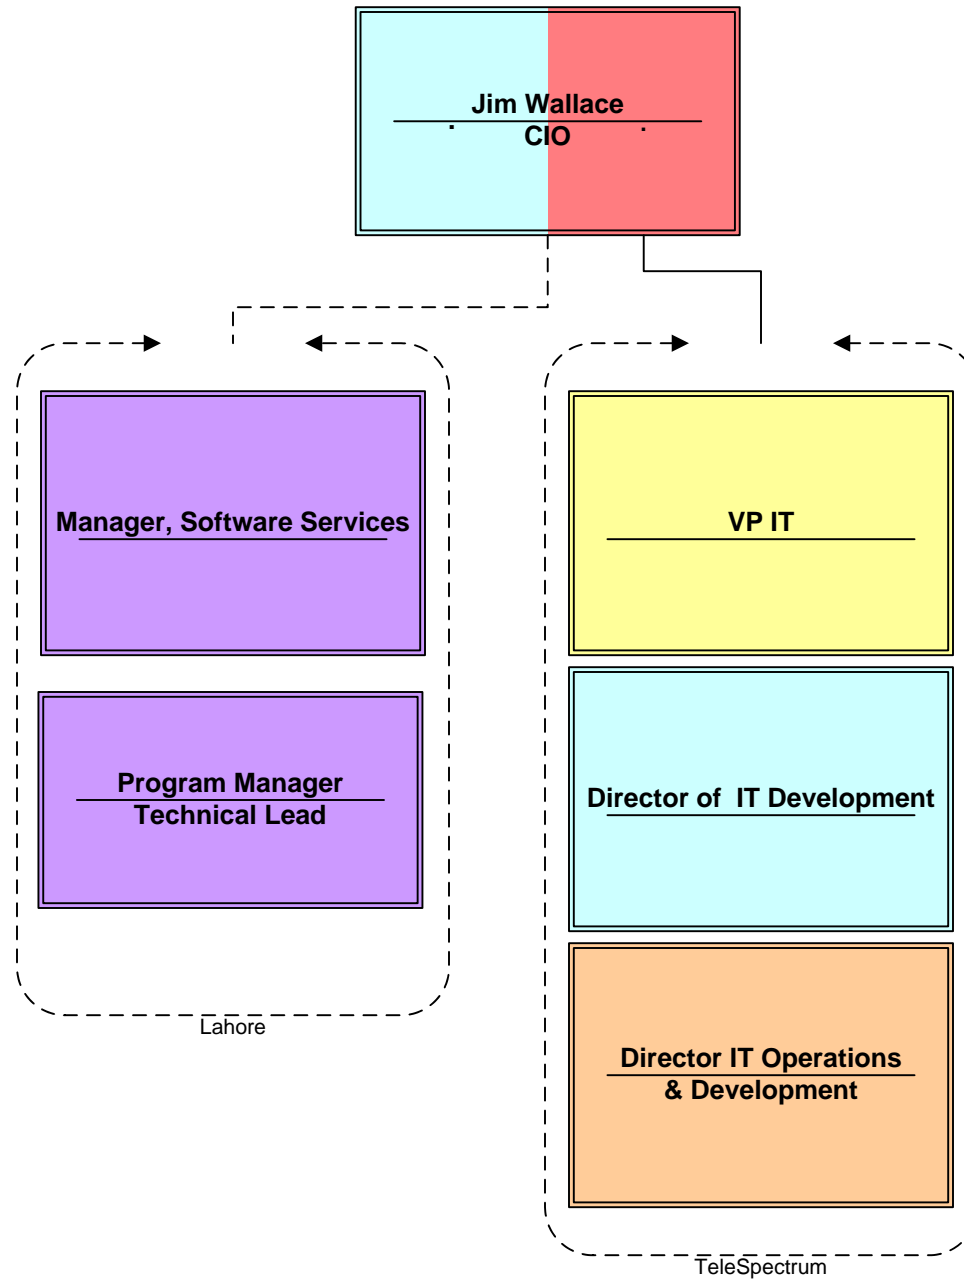 Jim Wallace
CIO
Manager, Software Services
Program Manager
Technical Lead
Lahore
VP IT
Director of  IT Development
Director IT Operations
& Development
TeleSpectrum